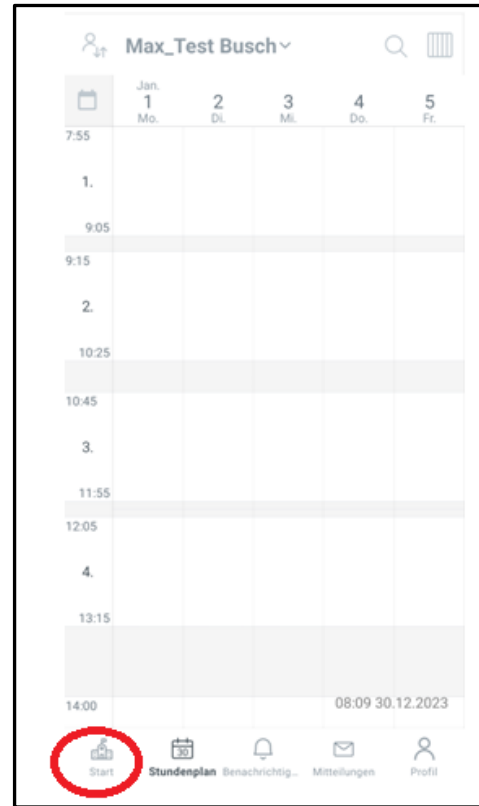 Max_Test Busch
Jan.
1 2 3 4 5
Mo. Di. Mi. Do. Fr.
7:55
1.
9:05
9:15
2.
10:25
10:45
3.
11:55
12:05
4.
13:15
14:00 08:09 30.12.2023
30
Start Stundenplan Benachrichtig... Mitteilungen Profil